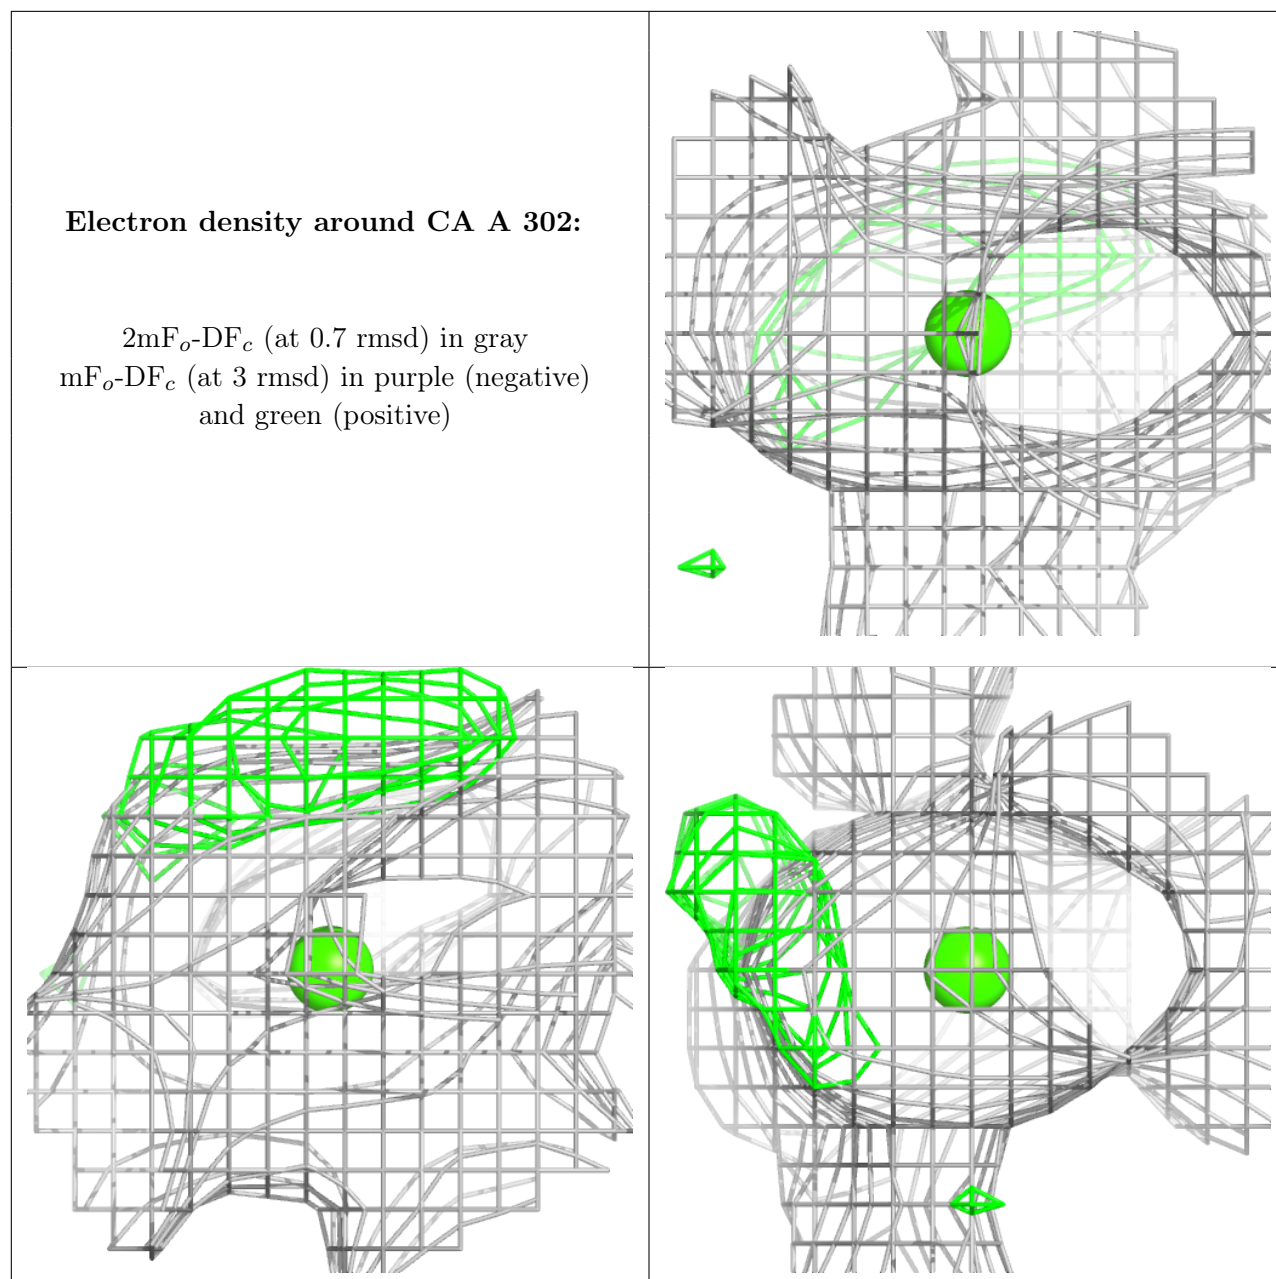 Electron density around CA A 302:
2mFo-DFc (at 0.7 rmsd) in gray
mFo-DFc (at 3 rmsd) in purple (negative)
and green (positive)